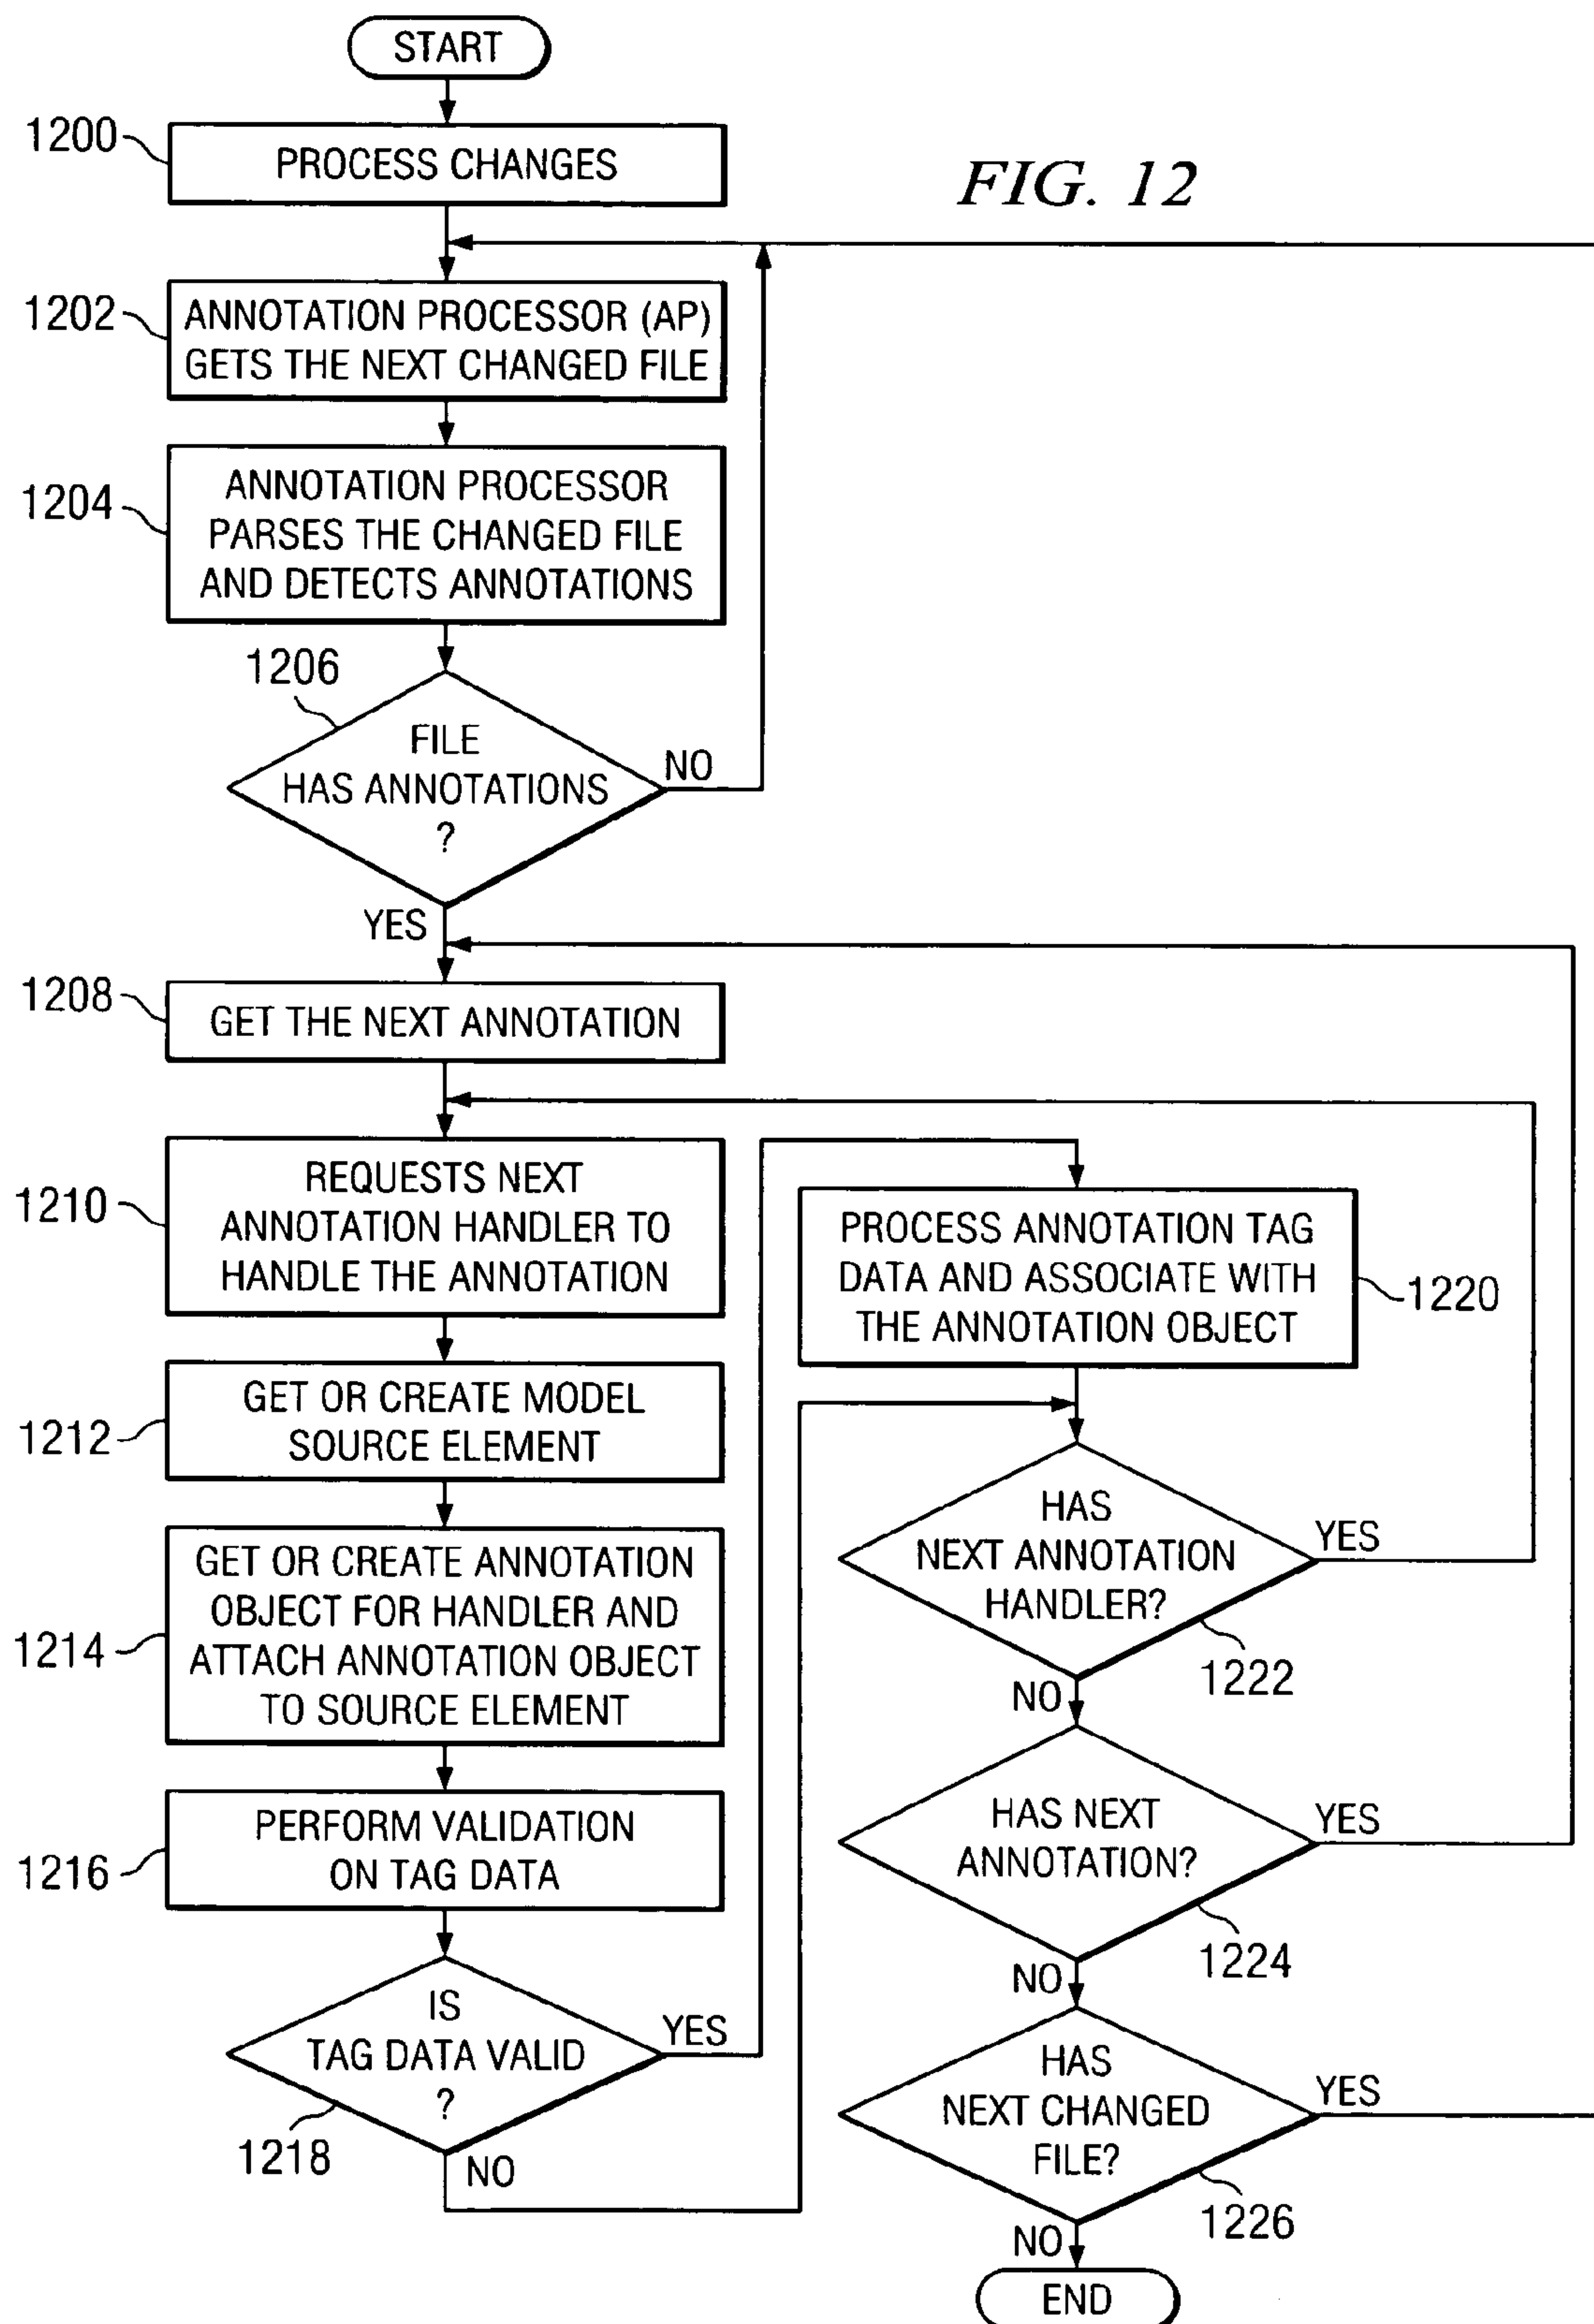 START
1200
PROCESS CHANGES
FIG. 12
1202
ANNOTATION PROCESSOR (AP)
GETS THE NEXT CHANGED FILE
1204
ANNOTATION PROCESSOR
PARSES THE CHANGED FILE
AND DETECTS ANNOTATIONS
1206
FILE
HAS ANNOTATIONS
?
NO
YES
1208
GET THE NEXT ANNOTATION
1210
REQUESTS NEXT
ANNOTATION HANDLER TO
HANDLE THE ANNOTATION
1212
GET OR CREATE MODEL
SOURCE ELEMENT
1214
GET OR CREATE ANNOTATION
OBJECT FOR HANDLER AND
ATTACH ANNOTATION OBJECT
TO SOURCE ELEMENT
1216
PERFORM VALIDATION
ON TAG DATA
IS
TAG DATA VALID
?
YES
1218
NO
PROCESS ANNOTATION TAG
DATA AND ASSOCIATE WITH
THE ANNOTATION OBJECT
1220
HAS
NEXT ANNOTATION
HANDLER?
YES
1222
NO
HAS NEXT
ANNOTATION?
YES
1224
NO
HAS
NEXT CHANGED
FILE?
YES
1226
NO
END